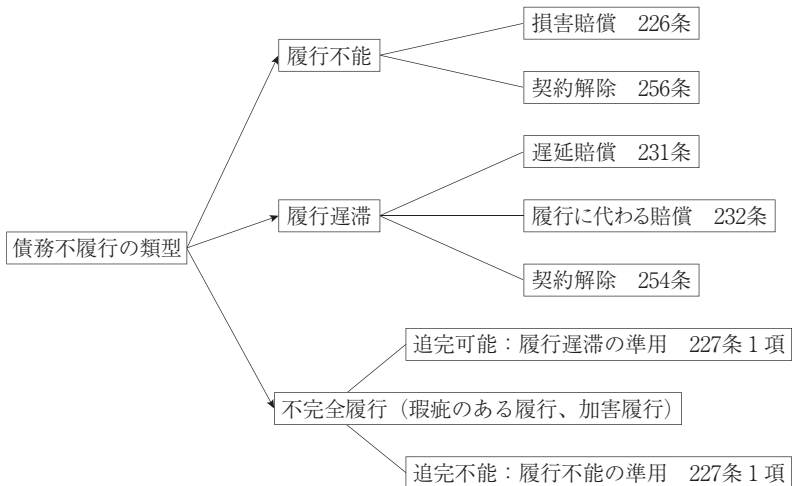 損害賠償　226条
履行不能
契約解除　256条
遅延賠償　231条
履行遅滞
履行に代わる賠償　232条
債務不履行の類型
契約解除　254条
追完可能：履行遅滞の準用　227条１項
不完全履行（瑕疵のある履行、加害履行）
追完不能：履行不能の準用　227条１項